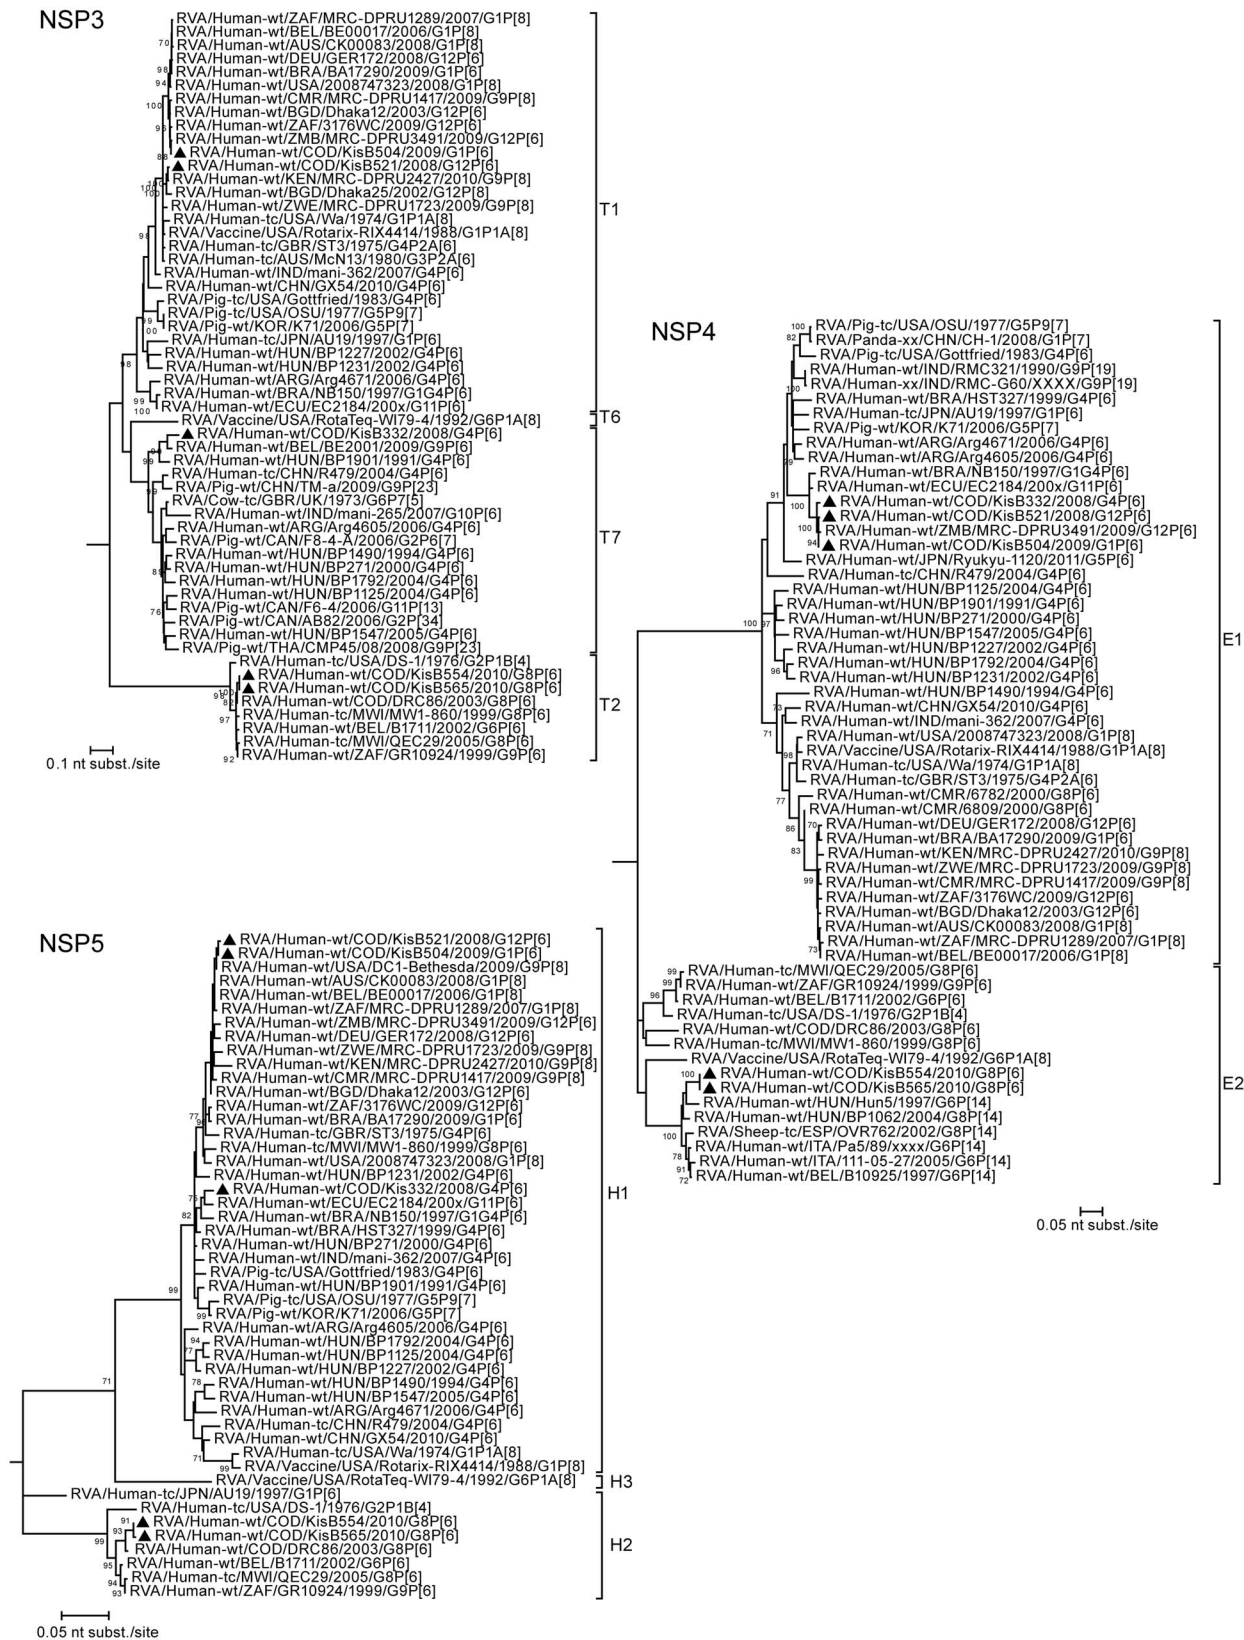 NSP3
RVA/Human-wt/ZAF/MRC-DPRU1289/2007/G1P[8]
RVA/Human-wt/BEL/BE00017/2006/G1P[8]
RVA/Human-wt/AUS/CK00083/2008/G1P[8]
RVA/Human-wt/DEU/GER172/2008/G12P[6]
RVA/Human-wt/BRA/BA17290/2009/G1P[6]
RVA/Human-wt/USA/2008747323/2008/G1P[8]
RVA/Human-wt/CMR/MRC-DPRU1417/2009/G9P[8]
RVA/Human-wt/BGD/Dhaka12/2003/G12P[6]
RVA/Human-wt/ZAF/3176WC/2009/G12P[6]
RVA/Human-wt/ZMB/MRC-DPRU3491/2009/G12P[6]
RVA/Human-wt/COD/KisB504/2009/G1P[6]
RVA/Human-wt/COD/KisB521/2008/G12P[6]
RVA/Human-wt/KEN/MRC-DPRU2427/2010/G9P[8]
RVA/Human-wt/BGD/Dhaka25/2002/G12P[8]
RVA/Human-wt/ZWE/MRC-DPRU1723/2009/G9P[8]
RVA/Human-tc/USA/Wa/1974/G1P1A[8]
RVA/Vaccine/USA/Rotarix-RIX4414/1988/G1P1A[8]
RVA/Human-tc/GBR/ST3/1975/G4P2A[6]
RVA/Human-tc/AUS/McN13/1980/G3P2A[6]
RVA/Human-wt/IND/mani-362/2007/G4P[6]
RVA/Human-wt/CHN/GX54/2010/G4P[6]
RVA/Pig-tc/USA/Gottfried/1983/G4P[6]
RVA/Pig-tc/USA/OSU/1977/G5P9[7]
RVA/Pig-wt/KOR/K71/2006/G5P[7]
RVA/Human-tc/JPN/AU19/1997/G1P[6]
RVA/Human-wt/HUN/BP1227/2002/G4P[6]
RVA/Human-wt/HUN/BP1231/2002/G4P[6]
RVA/Human-wt/ARG/Arg4671/2006/G4P[6]
RVA/Human-wt/BRA/NB150/1997/G1G4P[6]
RVA/Human-wt/ECU/EC2184/200x/G11P[6]
RVA/Vaccine/USA/RotaTeq-WI79-4/1992/G6P1A[8]
RVA/Human-wt/COD/KisB332/2008/G4P[6]
RVA/Human-wt/BEL/BE2001/2009/G9P[6]
RVA/Human-wt/HUN/BP1901/1991/G4P[6]
RVA/Human-tc/CHN/R479/2004/G4P[6]
RVA/Pig-wt/CHN/TM-a/2009/G9P[23]
RVA/Cow-tc/GBR/UK/1973/G6P7[5]
RVA/Human-wt/IND/mani-265/2007/G10P[6]
RVA/Human-wt/ARG/Arg4605/2006/G4P[6]
RVA/Pig-wt/CAN/F8-4-A/2006/G2P6[7]
RVA/Human-wt/HUN/BP1490/1994/G4P[6]
RVA/Human-wt/HUN/BP271/2000/G4P[6]
RVA/Human-wt/HUN/BP1792/2004/G4P[6]
RVA/Human-wt/HUN/BP1125/2004/G4P[6]
RVA/Pig-wt/CAN/F6-4/2006/G11P[13]
RVA/Pig-wt/CAN/AB82/2006/G2P[34]
RVA/Human-wt/HUN/BP1547/2005/G4P[6]
RVA/Pig-wt/THA/CMP45/08/2008/G9P[23]
RVA/Human-tc/USA/DS-1/1976/G2P1B[4]
RVA/Human-wt/COD/KisB554/2010/G8P[6]
RVA/Human-wt/COD/KisB565/2010/G8P[6]
RVA/Human-wt/COD/DRC86/2003/G8P[6]
RVA/Human-tc/MWI/MW1-860/1999/G8P[6]
RVA/Human-wt/BEL/B1711/2002/G6P[6]
RVA/Human-tc/MWI/QEC29/2005/G8P[6]
RVA/Human-wt/ZAF/GR10924/1999/G9P[6]
T1
T6
T7
T2
0.1 nt subst./site
NSP4
RVA/Pig-tc/USA/OSU/1977/G5P9[7]
RVA/Panda-xx/CHN/CH-1/2008/G1P[7]
RVA/Pig-tc/USA/Gottfried/1983/G4P[6]
RVA/Human-wt/IND/RMC321/1990/G9P[19]
RVA/Human-xx/IND/RMC-G60/XXXX/G9P[19]
RVA/Human-wt/BRA/HST327/1999/G4P[6]
RVA/Human-tc/JPN/AU19/1997/G1P[6]
RVA/Pig-wt/KOR/K71/2006/G5P[7]
RVA/Human-wt/ARG/Arg4671/2006/G4P[6]
RVA/Human-wt/ARG/Arg4605/2006/G4P[6]
RVA/Human-wt/BRA/NB150/1997/G1G4P[6]
RVA/Human-wt/ECU/EC2184/200x/G11P[6]
RVA/Human-wt/COD/KisB332/2008/G4P[6]
RVA/Human-wt/COD/KisB521/2008/G12P[6]
RVA/Human-wt/ZMB/MRC-DPRU3491/2009/G12P[6]
RVA/Human-wt/COD/KisB504/2009/G1P[6]
RVA/Human-wt/JPN/Ryukyu-1120/2011/G5P[6]
RVA/Human-tc/CHN/R479/2004/G4P[6]
RVA/Human-wt/HUN/BP1125/2004/G4P[6]
RVA/Human-wt/HUN/BP1901/1991/G4P[6]
RVA/Human-wt/HUN/BP271/2000/G4P[6]
RVA/Human-wt/HUN/BP1547/2005/G4P[6]
RVA/Human-wt/HUN/BP1227/2002/G4P[6]
RVA/Human-wt/HUN/BP1792/2004/G4P[6]
RVA/Human-wt/HUN/BP1231/2002/G4P[6]
RVA/Human-wt/HUN/BP1490/1994/G4P[6]
RVA/Human-wt/CHN/GX54/2010/G4P[6]
RVA/Human-wt/IND/mani-362/2007/G4P[6]
RVA/Human-wt/USA/2008747323/2008/G1P[8]
RVA/Vaccine/USA/Rotarix-RIX4414/1988/G1P1A[8]
RVA/Human-tc/USA/Wa/1974/G1P1A[8]
RVA/Human-tc/GBR/ST3/1975/G4P2A[6]
RVA/Human-wt/CMR/6782/2000/G8P[6]
RVA/Human-wt/CMR/6809/2000/G8P[6]
RVA/Human-wt/DEU/GER172/2008/G12P[6]
RVA/Human-wt/BRA/BA17290/2009/G1P[6]
RVA/Human-wt/KEN/MRC-DPRU2427/2010/G9P[8]
RVA/Human-wt/ZWE/MRC-DPRU1723/2009/G9P[8]
RVA/Human-wt/CMR/MRC-DPRU1417/2009/G9P[8]
RVA/Human-wt/ZAF/3176WC/2009/G12P[6]
RVA/Human-wt/BGD/Dhaka12/2003/G12P[6]
RVA/Human-wt/AUS/CK00083/2008/G1P[8]
RVA/Human-wt/ZAF/MRC-DPRU1289/2007/G1P[8]
RVA/Human-wt/BEL/BE00017/2006/G1P[8]
RVA/Human-tc/MWI/QEC29/2005/G8P[6]
RVA/Human-wt/ZAF/GR10924/1999/G9P[6]
RVA/Human-wt/BEL/B1711/2002/G6P[6]
RVA/Human-tc/USA/DS-1/1976/G2P1B[4]
RVA/Human-wt/COD/DRC86/2003/G8P[6]
RVA/Human-tc/MWI/MW1-860/1999/G8P[6]
RVA/Vaccine/USA/RotaTeq-WI79-4/1992/G6P1A[8]
RVA/Human-wt/COD/KisB554/2010/G8P[6]
RVA/Human-wt/COD/KisB565/2010/G8P[6]
RVA/Human-wt/HUN/Hun5/1997/G6P[14]
RVA/Human-wt/HUN/BP1062/2004/G8P[14]
RVA/Sheep-tc/ESP/OVR762/2002/G8P[14]
RVA/Human-wt/ITA/Pa5/89/xxxx/G6P[14]
RVA/Human-wt/ITA/111-05-27/2005/G6P[14]
RVA/Human-wt/BEL/B10925/1997/G6P[14]
E1
E2
0.05 nt subst./site
NSP5
RVA/Human-wt/COD/KisB521/2008/G12P[6]
RVA/Human-wt/COD/KisB504/2009/G1P[6]
RVA/Human-wt/USA/DC1-Bethesda/2009/G9P[8]
RVA/Human-wt/AUS/CK00083/2008/G1P[8]
RVA/Human-wt/BEL/BE00017/2006/G1P[8]
RVA/Human-wt/ZAF/MRC-DPRU1289/2007/G1P[8]
RVA/Human-wt/ZMB/MRC-DPRU3491/2009/G12P[6]
RVA/Human-wt/DEU/GER172/2008/G12P[6]
RVA/Human-wt/ZWE/MRC-DPRU1723/2009/G9P[8]
RVA/Human-wt/KEN/MRC-DPRU2427/2010/G9P[8]
RVA/Human-wt/CMR/MRC-DPRU1417/2009/G9P[8]
RVA/Human-wt/BGD/Dhaka12/2003/G12P[6]
RVA/Human-wt/ZAF/3176WC/2009/G12P[6]
RVA/Human-wt/BRA/BA17290/2009/G1P[6]
RVA/Human-tc/GBR/ST3/1975/G4P[6]
RVA/Human-tc/MWI/MW1-860/1999/G8P[6]
RVA/Human-wt/USA/2008747323/2008/G1P[8]
RVA/Human-wt/HUN/BP1231/2002/G4P[6]
RVA/Human-wt/COD/Kis332/2008/G4P[6]
RVA/Human-wt/ECU/EC2184/200x/G11P[6]
RVA/Human-wt/BRA/NB150/1997/G1G4P[6]
RVA/Human-wt/BRA/HST327/1999/G4P[6]
RVA/Human-wt/HUN/BP271/2000/G4P[6]
RVA/Human-wt/IND/mani-362/2007/G4P[6]
RVA/Pig-tc/USA/Gottfried/1983/G4P[6]
RVA/Human-wt/HUN/BP1901/1991/G4P[6]
RVA/Pig-tc/USA/OSU/1977/G5P9[7]
RVA/Pig-wt/KOR/K71/2006/G5P[7]
RVA/Human-wt/ARG/Arg4605/2006/G4P[6]
RVA/Human-wt/HUN/BP1792/2004/G4P[6]
RVA/Human-wt/HUN/BP1125/2004/G4P[6]
RVA/Human-wt/HUN/BP1227/2002/G4P[6]
RVA/Human-wt/HUN/BP1490/1994/G4P[6]
RVA/Human-wt/HUN/BP1547/2005/G4P[6]
RVA/Human-wt/ARG/Arg4671/2006/G4P[6]
RVA/Human-tc/CHN/R479/2004/G4P[6]
RVA/Human-wt/CHN/GX54/2010/G4P[6]
RVA/Human-tc/USA/Wa/1974/G1P1A[8]
RVA/Vaccine/USA/Rotarix-RIX4414/1988/G1P[8]
RVA/Vaccine/USA/RotaTeq-WI79-4/1992/G6P1A[8]
RVA/Human-tc/JPN/AU19/1997/G1P[6]
RVA/Human-tc/USA/DS-1/1976/G2P1B[4]
RVA/Human-wt/COD/KisB554/2010/G8P[6]
RVA/Human-wt/COD/KisB565/2010/G8P[6]
RVA/Human-wt/COD/DRC86/2003/G8P[6]
RVA/Human-wt/BEL/B1711/2002/G6P[6]
RVA/Human-tc/MWI/QEC29/2005/G8P[6]
RVA/Human-wt/ZAF/GR10924/1999/G9P[6]
H1
H3
H2
0.05 nt subst./site